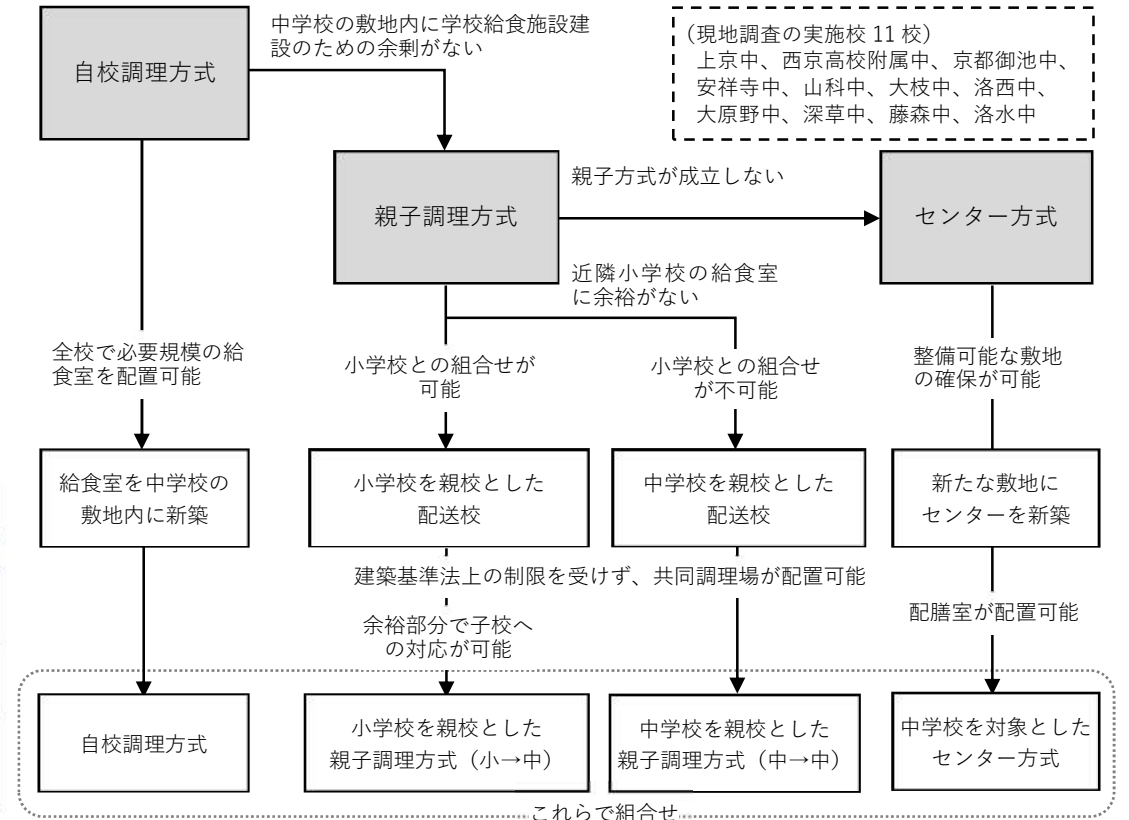 中学校の敷地内に学校給食施設建
設のための余剰がない
(現地調査の実施校 11 校)
上京中、西京高校附属中、京都御池中、
安祥寺中、山科中、大枝中、洛西中、
大原野中、深草中、藤森中、洛水中
自校調理方式
親子方式が成立しない
親子調理方式
センター方式
近隣小学校の給食室
に余裕がない
全校で必要規模の給
食室を配置可能
小学校との組合せが
可能
小学校との組合せ
が不可能
整備可能な敷地
の確保が可能
給食室を中学校の
敷地内に新築
小学校を親校とした
配送校
中学校を親校とした
配送校
新たな敷地に
センターを新築
建築基準法上の制限を受けず、共同調理場が配置可能
余裕部分で子校へ
の対応が可能
配膳室が配置可能
自校調理方式
小学校を親校とした
親子調理方式（小→中）
中学校を親校とした
親子調理方式（中→中）
中学校を対象とした
センター方式
これらで組合せ